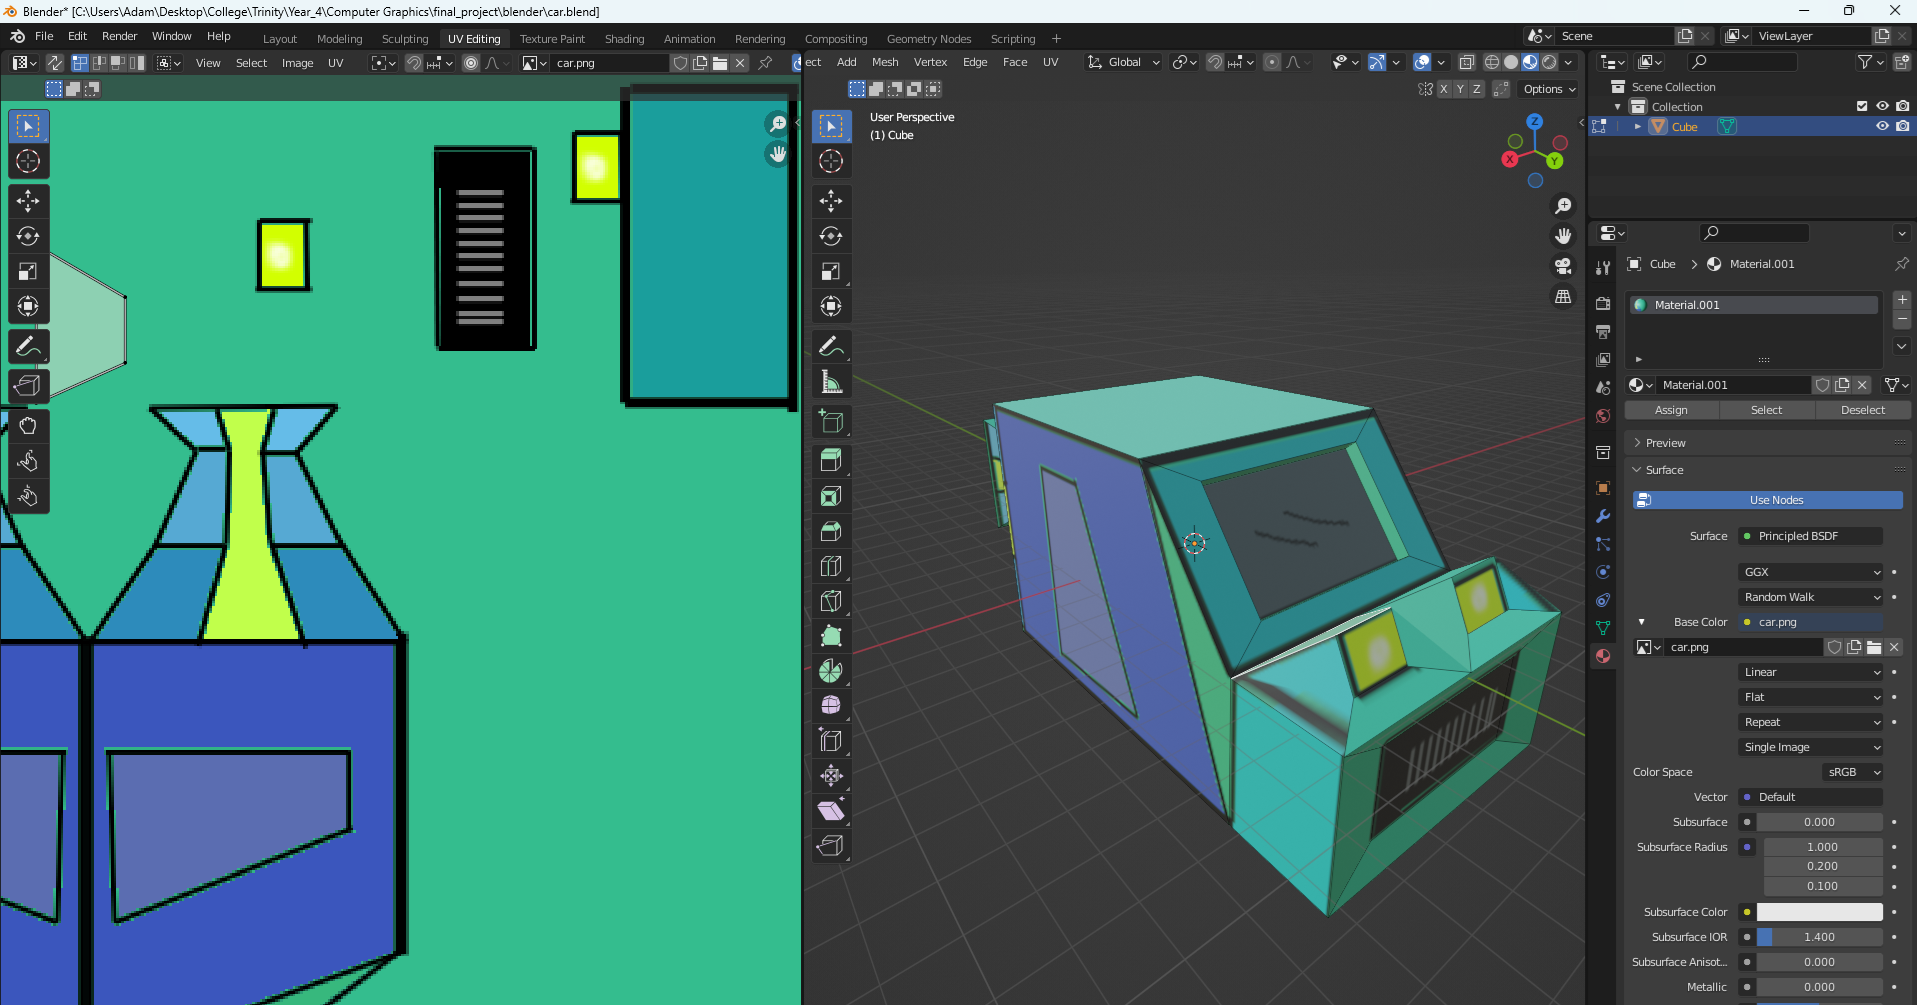 Blender* [C:\Users\Adam\Desktop\College\Trinity\Year_4\Computer Graphics\final_project\blender\car.blend]
File Edit Render Window Help Layout Modeling Sculpting UV Editing Texture Paint Shading Animation Rendering Compositing Geometry Nodes Scripting + Scene ViewLayer
View Select Image UV car.png ect Add Mesh Vertex Edge Face UV Global
X Y Z Options
Scene Collection
Collection
Cube
User Perspective
(1) Cube
Z
X
Y
Cube > Material.001
Material.001
Material.001
Assign Select Deselect
Preview
Surface
Use Nodes
Surface Principled BSDF
GGX
Random Walk
Base Color car.png
car.png
Linear
Flat
Repeat
Single Image
Color Space sRGB
Vector Default
Subsurface 0.000
Subsurface Radius 1.000
0.200
0.100
Subsurface Color
Subsurface IOR 1.400
Subsurface Anisot... 0.000
Metallic 0.000